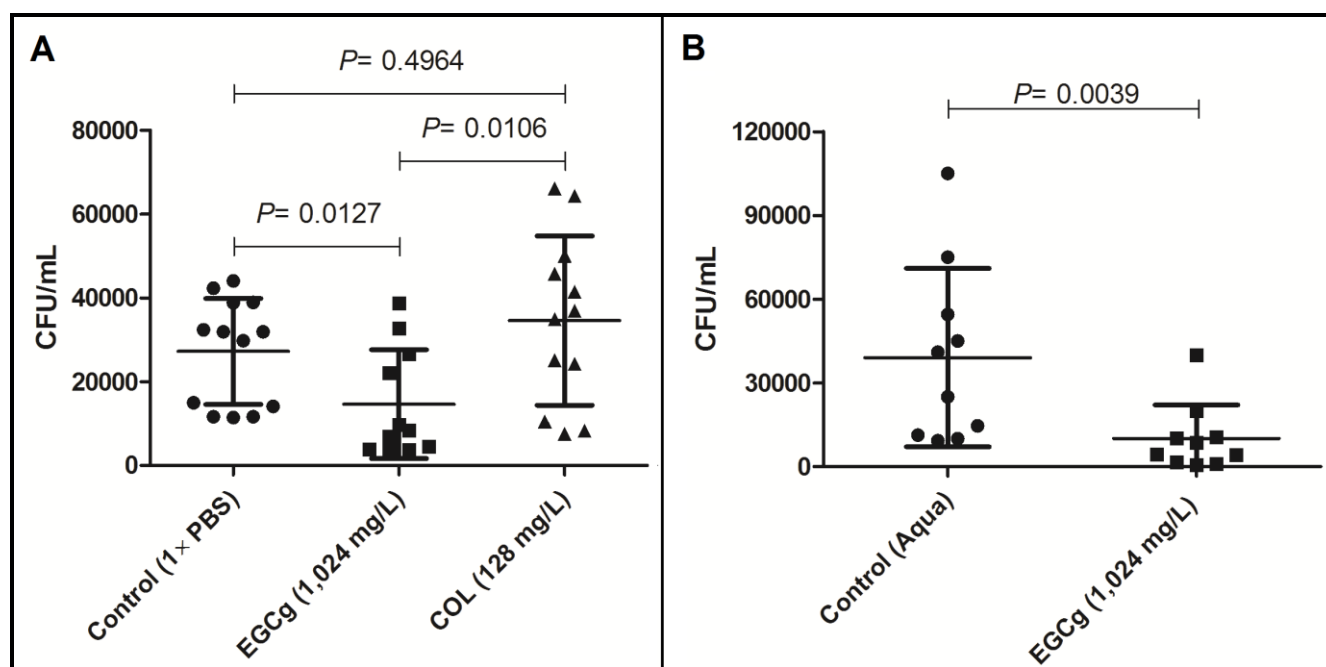 A
P= 0.4964
P= 0.0106
P= 0.0127
80000
60000
40000
20000
0
CFU/mL
Control (1× PBS)
EGCg (1,024 mg/L)
COL (128 mg/L)
B
P= 0.0039
120000
90000
60000
30000
0
CFU/mL
Control (Aqua)
EGCg (1,024 mg/L)